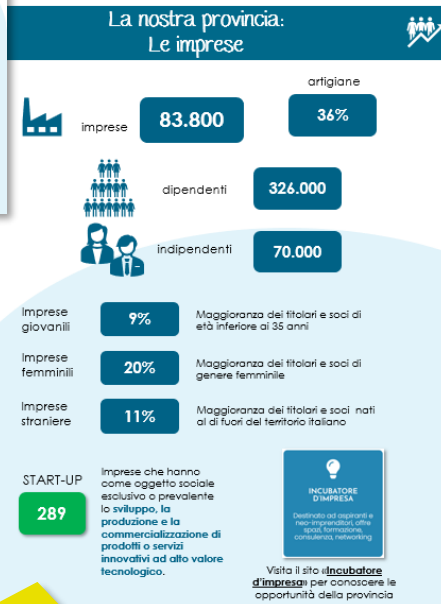 La nostra provincia:
Le imprese
artigiane
imprese
83.800
36%
dipendenti
326.000
indipendenti
70.000
Imprese
giovanili
9%
Maggioranza dei titolari e soci di
età inferiore ai 35 anni
Imprese
femminili
20%
Maggioranza dei titolari e soci di
genere femminile
Imprese
straniere
11%
Maggioranza dei titolari e soci nati
al di fuori del territorio italiano
START-UP
289
Imprese che hanno
come oggetto sociale
esclusivo o prevalente
lo sviluppo, la
produzione e la
commercializzazione di
prodotti o servizi
innovativi ad alto valore
tecnologico.
INCUBATORE
D'IMPRESA
Destinato ad aspiranti e
neo-imprenditori, offre
spazi, formazione,
consulenza, networking
Visita il sito «Incubatore
d'impresa» per conoscere le
opportunità della provincia